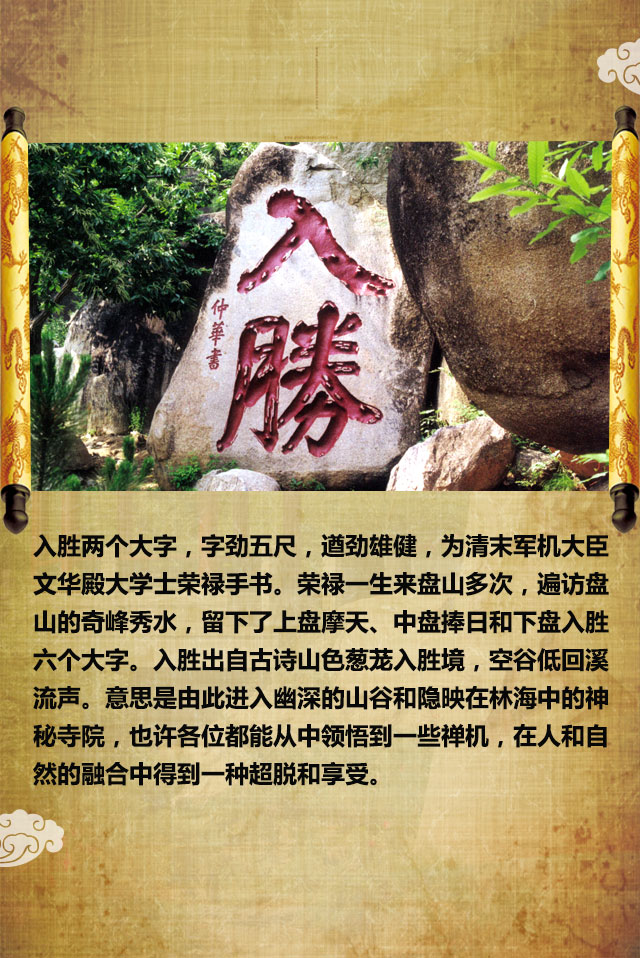 入
勝
仲華書
入胜两个大字，字劲五尺，遒劲雄健，为清末军机大臣
文华殿大学士荣禄手书。荣禄一生来盘山多次，遍访盘
山的奇峰秀水，留下了上盘摩天、中盘捧日和下盘入胜
六个大字。入胜出自古诗山色葱茏入胜境，空谷低回溪
流声。意思是由此进入幽深的山谷和隐映在林海中的神
秘寺院，也许各位都能从中领悟到一些禅机，在人和自
然的融合中得到一种超脱和享受。